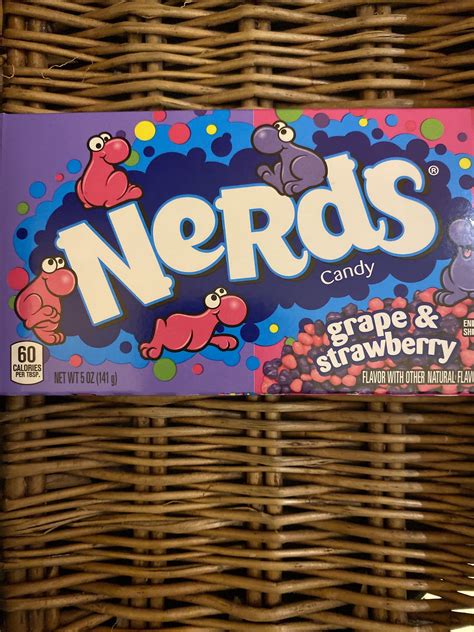 NeRdS®
Candy
grape &
strawberry
60
CALORIES
PER TBSP.
NET WT 5 OZ (141 g)
FLAVOR WITH OTHER NATURAL FLAV